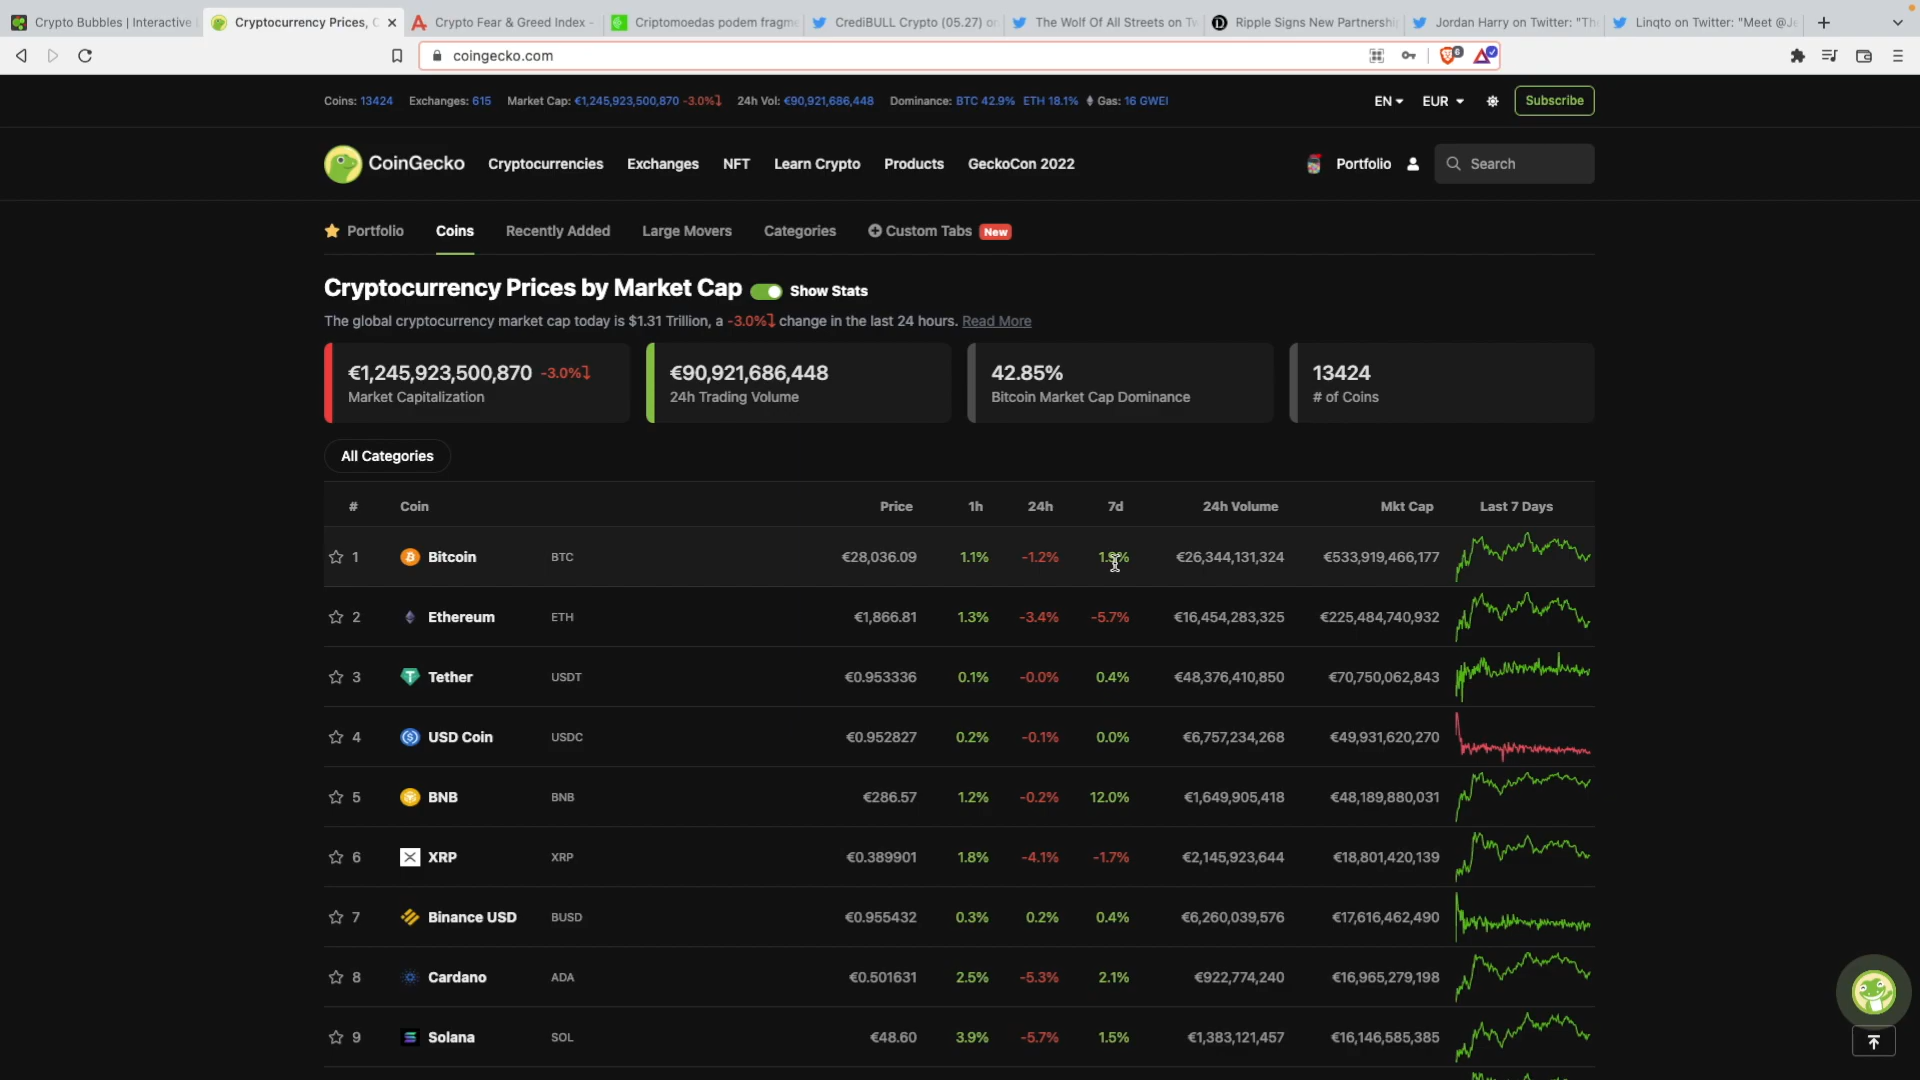 Crypto Bubbles | Interactive
Cryptocurrency Prices, C
Crypto Fear & Greed Index -
Criptomoedas podem fragme
CrediBULL Crypto (05.27) o
The Wolf Of All Streets on Tw
Ripple Signs New Partnershi
Jordan Harry on Twitter: "Th
Linqto on Twitter: "Meet @Je
coingecko.com
6
Coins: 13424 Exchanges: 615 Market Cap: €1,245,923,500,870 -3.0% 24h Vol: €90,921,686,448 Dominance: BTC 42.9% ETH 18.1% Gas: 16 GWEI
EN EUR Subscribe
CoinGecko Cryptocurrencies Exchanges NFT Learn Crypto Products GeckoCon 2022 Portfolio Search
Portfolio Coins Recently Added Large Movers Categories Custom Tabs New
Cryptocurrency Prices by Market Cap Show Stats
The global cryptocurrency market cap today is $1.31 Trillion, a -3.0% change in the last 24 hours. Read More
€1,245,923,500,870 -3.0%
Market Capitalization
€90,921,686,448
24h Trading Volume
42.85%
Bitcoin Market Cap Dominance
13424
# of Coins
All Categories
# Coin Price 1h 24h 7d 24h Volume Mkt Cap Last 7 Days
1 Bitcoin BTC €28,036.09 1.1% -1.2% €26,344,131,324 €533,919,466,177
2 Ethereum ETH €1,866.81 1.3% -3.4% -5.7% €16,454,283,325 €225,484,740,932
3 Tether USDT €0.953336 0.1% -0.0% 0.4% €48,376,410,850 €70,750,062,843
4 USD Coin USDC €0.952827 0.2% -0.1% 0.0% €6,757,234,268 €49,931,620,270
5 BNB BNB €286.57 1.2% -0.2% 12.0% €1,649,905,418 €48,189,880,031
6 XRP XRP €0.389901 1.8% -4.1% -1.7% €2,145,923,644 €18,801,420,139
7 Binance USD BUSD €0.955432 0.3% 0.2% 0.4% €6,260,039,576 €17,616,462,490
8 Cardano ADA €0.501631 2.5% -5.3% 2.1% €922,774,240 €16,965,279,198
9 Solana SOL €48.60 3.9% -5.7% 1.5% €1,383,121,457 €16,146,585,385